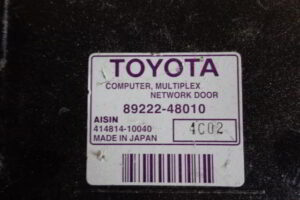 TOYOTA
COMPUTER, MULTIPLEX
NETWORK DOOR
89222-48010
AISIN
414814-10040 4C02
MADE IN JAPAN